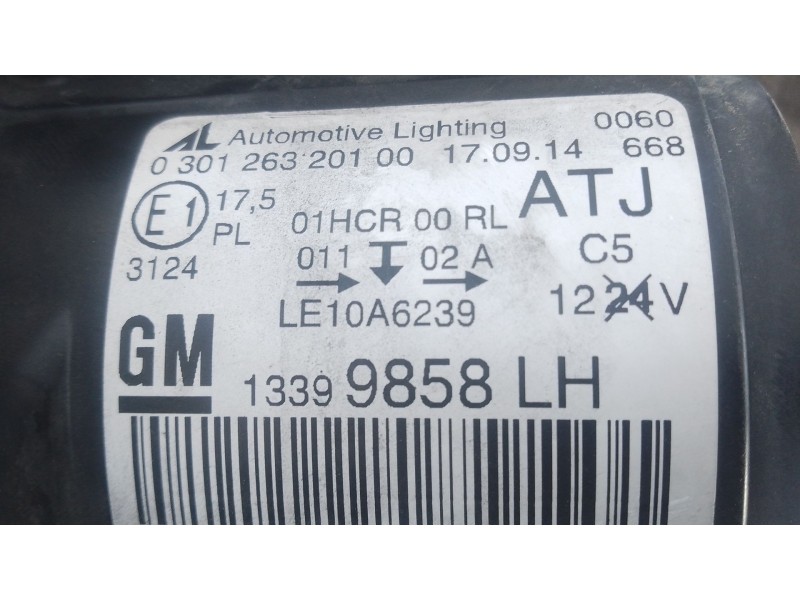 AL Automotive Lighting 0060
0 301 263 201 00 17.09.14 668
E1 17,5 01HCR 00 RL ATJ
PL 011 02 A C5
3124 LE10A6239 12 24 V
GM 1339 9858 LH